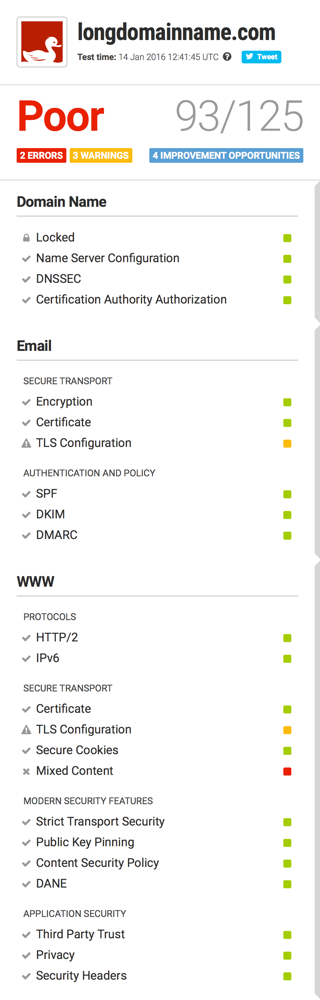 longdomainname.com
Test time: 14 Jan 2016 12:41:45 UTC ? Tweet
Poor 93/125
2 ERRORS 3 WARNINGS 4 IMPROVEMENT OPPORTUNITIES
Domain Name
Locked
Name Server Configuration
DNSSEC
Certification Authority Authorization
Email
SECURE TRANSPORT
Encryption
Certificate
TLS Configuration
AUTHENTICATION AND POLICY
SPF
DKIM
DMARC
WWW
PROTOCOLS
HTTP/2
IPv6
SECURE TRANSPORT
Certificate
TLS Configuration
Secure Cookies
Mixed Content
MODERN SECURITY FEATURES
Strict Transport Security
Public Key Pinning
Content Security Policy
DANE
APPLICATION SECURITY
Third Party Trust
Privacy
Security Headers